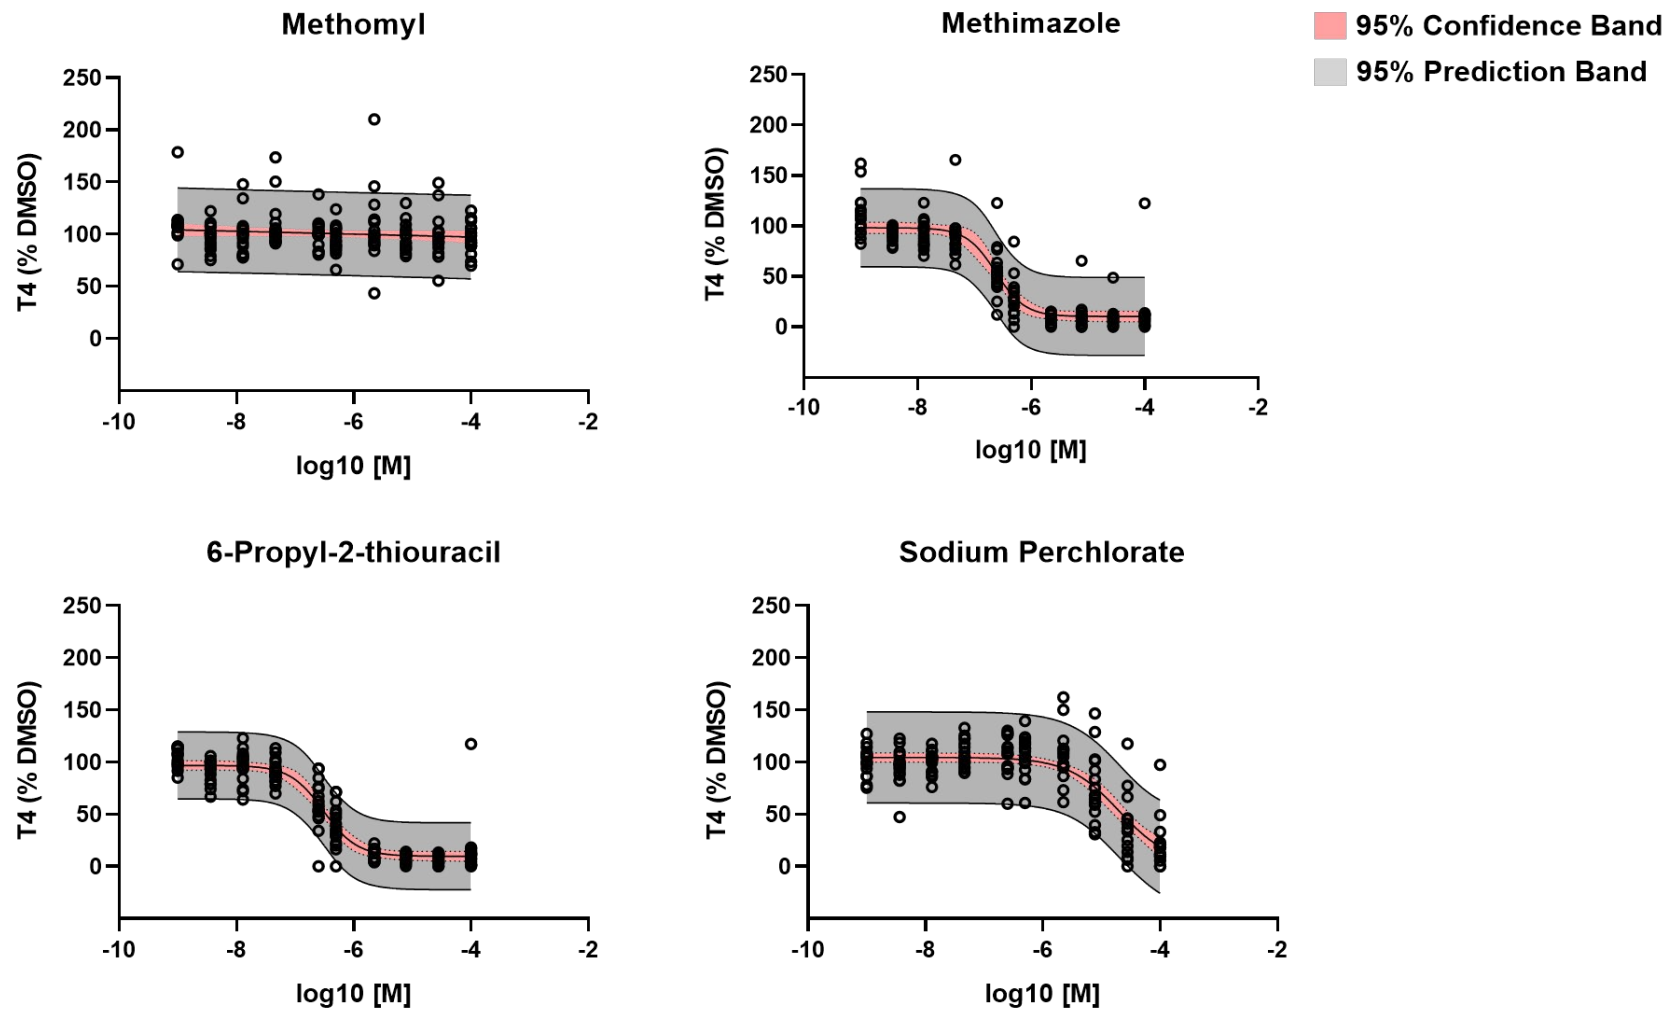 Methomyl
250
200
150
100
50
0
T4 (% DMSO)
-10 -8 -6 -4 -2
log10 [M]
Methimazole
250
200
150
100
50
0
T4 (% DMSO)
-10 -8 -6 -4 -2
log10 [M]
95% Confidence Band
95% Prediction Band
6-Propyl-2-thiouracil
250
200
150
100
50
0
T4 (% DMSO)
-10 -8 -6 -4 -2
log10 [M]
Sodium Perchlorate
250
200
150
100
50
0
T4 (% DMSO)
-10 -8 -6 -4 -2
log10 [M]